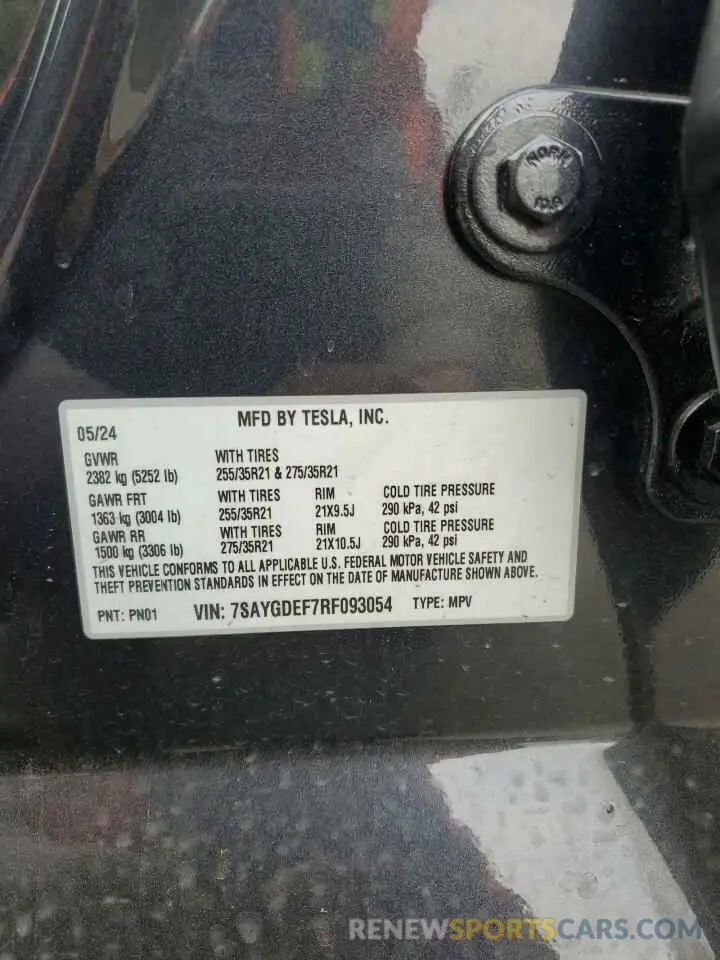 MFD BY TESLA, INC.
05/24
GVWR WITH TIRES
2382 kg (5252 lb) 255/35R21 & 275/35R21
GAWR FRT WITH TIRES RIM COLD TIRE PRESSURE
1363 kg (3004 lb) 255/35R21 21X9.5J 290 kPa, 42 psi
GAWR RR WITH TIRES RIM COLD TIRE PRESSURE
1500 kg (3306 lb) 275/35R21 21X10.5J 290 kPa, 42 psi
THIS VEHICLE CONFORMS TO ALL APPLICABLE U.S. FEDERAL MOTOR VEHICLE SAFETY AND
THEFT PREVENTION STANDARDS IN EFFECT ON THE DATE OF MANUFACTURE SHOWN ABOVE.
PNT: PN01 VIN: 7SAYGDEF7RF093054 TYPE: MPV
RENEWSPORTSCARS.COM